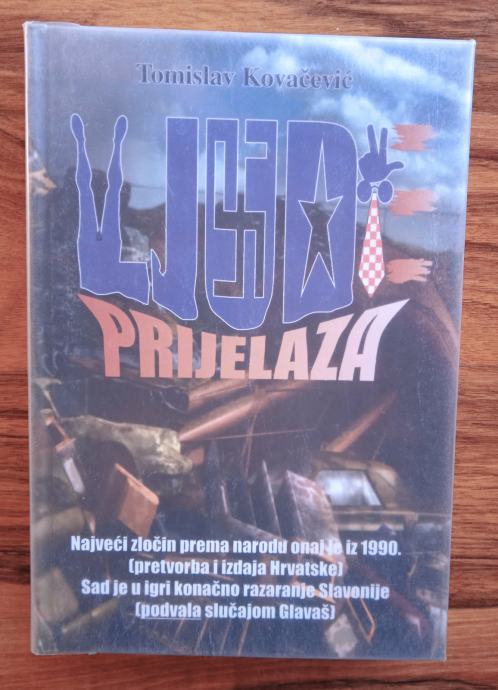 Tomislav Kovačević
LJUDI
PRIJELAZA
Najveći zločin prema narodu onaj je iz 1990.
(pretvorba i izdaja Hrvatske)
Sad je u igri konačno razaranje Slavonije
(podvala slučajom Glavaš)